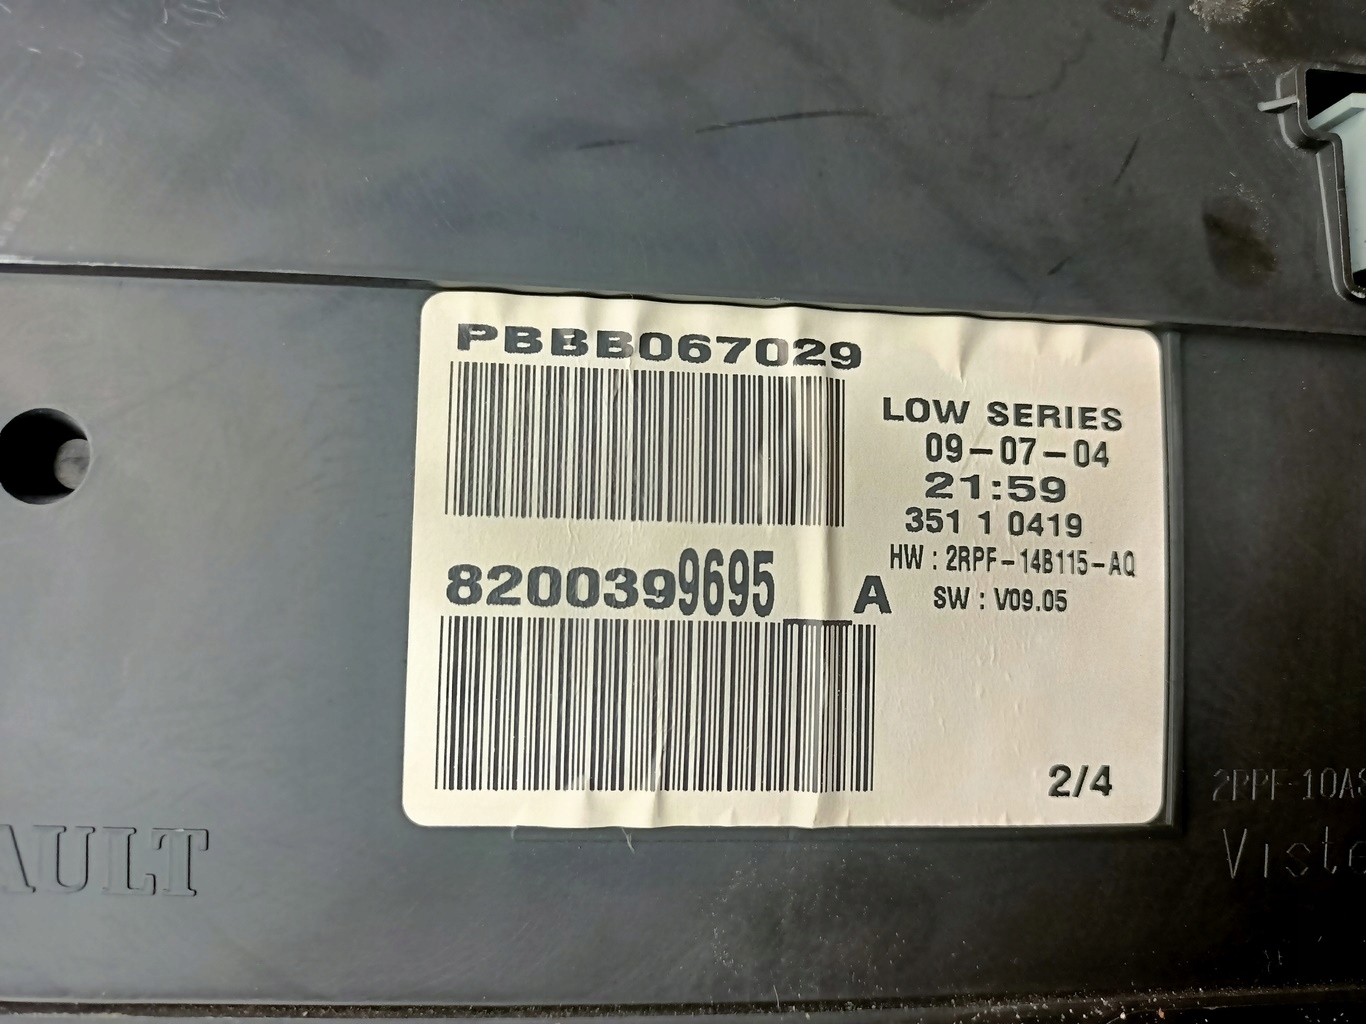 PBBB067029
LOW SERIES
09-07-04
21:59
351 1 0419
HW : 2RPF-14B115-AQ
SW : V09.05
8200399695 A
2/4
AULT
Viste